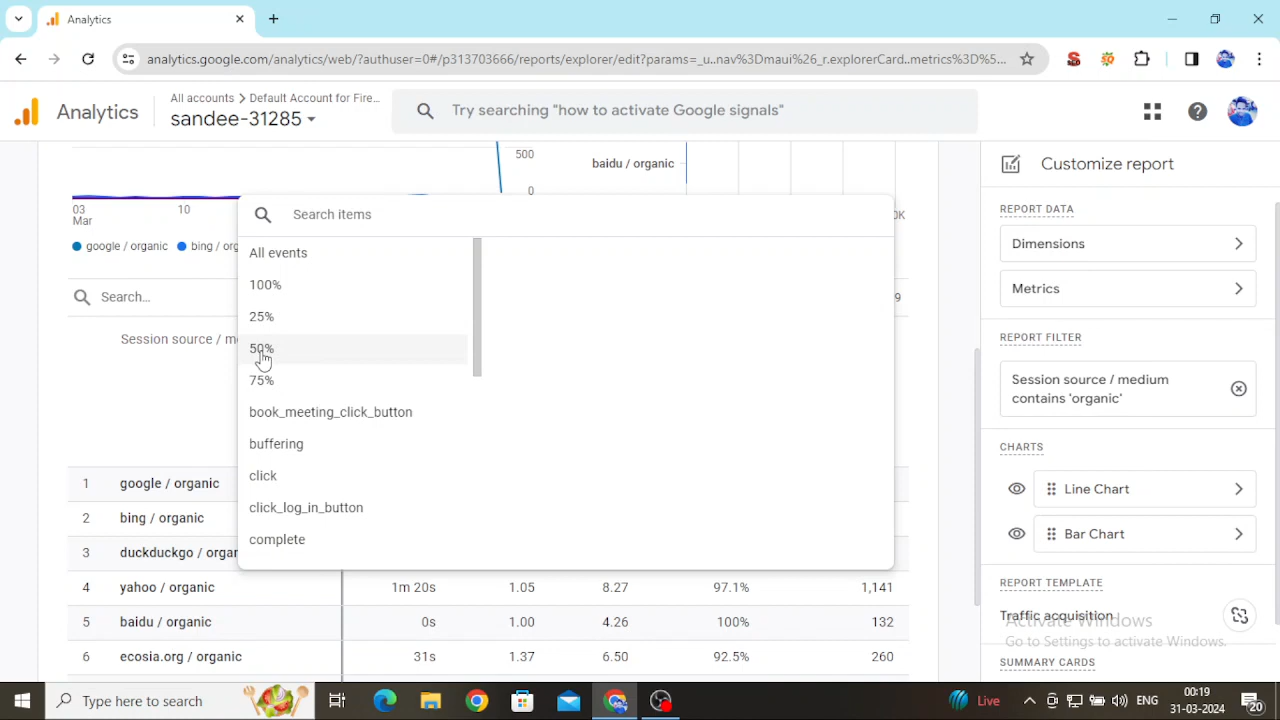 Analytics
analytics.google.com/analytics/web/?authuser=0#/p313703666/reports/explorer/edit?params=_u..nav%3Dmaui%26_r.explorerCard..metrics%3D%5...
Analytics
All accounts > Default Account for Fire...
sandee-31285
Try searching "how to activate Google signals"
500
0
baidu / organic
0K
03
Mar
10
google / organic
bing / org
Search...
9
Session source / m
Search items
All events
100%
25%
50%
75%
book_meeting_click_button
buffering
click
click_log_in_button
complete
1 google / organic
2 bing / organic
3 duckduckgo / organ
4 yahoo / organic 1m 20s 1.05 8.27 97.1% 1,141
5 baidu / organic 0s 1.00 4.26 100% 132
6 ecosia.org / organic 31s 1.37 6.50 92.5% 260
Customize report
REPORT DATA
Dimensions
Metrics
REPORT FILTER
Session source / medium
contains 'organic'
CHARTS
Line Chart
Bar Chart
REPORT TEMPLATE
Traffic acquisition
Activate Windows
Go to Settings to activate Windows.
SUMMARY CARDS
Type here to search
Live
ENG
00:19
31-03-2024
20